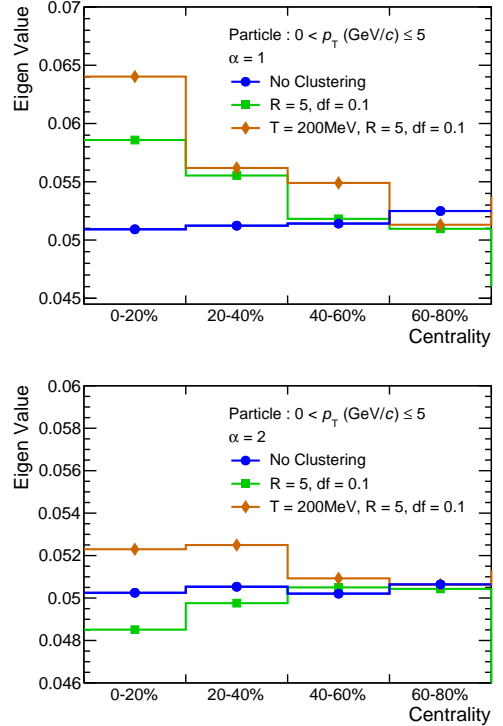 Eigen Value
0.07
0.065
0.06
0.055
0.05
0.045
Particle : 0 < p_T (GeV/c) ≤ 5
α = 1
No Clustering
R = 5, df = 0.1
T = 200MeV, R = 5, df = 0.1
0-20% 20-40% 40-60% 60-80%
Centrality
Eigen Value
0.06
0.058
0.056
0.054
0.052
0.05
0.048
0.046
Particle : 0 < p_T (GeV/c) ≤ 5
α = 2
No Clustering
R = 5, df = 0.1
T = 200MeV, R = 5, df = 0.1
0-20% 20-40% 40-60% 60-80%
Centrality